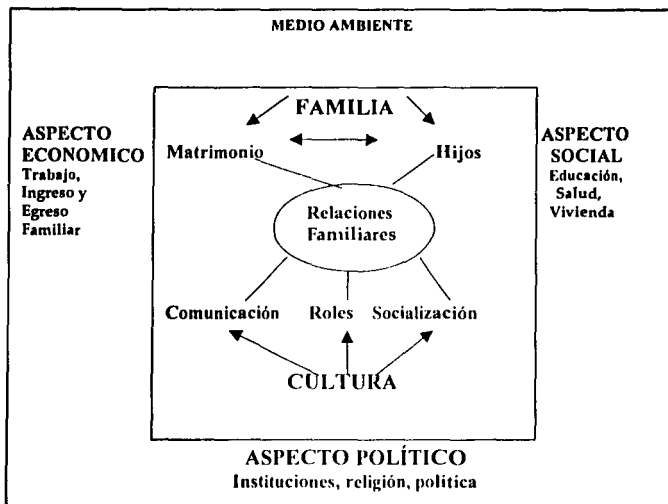 MEDIO AMBIENTE
FAMILIA
ASPECTO
ECONOMICO
Trabajo,
Ingreso y
Egreso
Familiar
Matrimonio
Hijos
ASPECTO
SOCIAL
Educación,
Salud,
Vivienda
Relaciones
Familiares
Comunicación Roles Socialización
CULTURA
ASPECTO POLÍTICO
Instituciones, religión, política